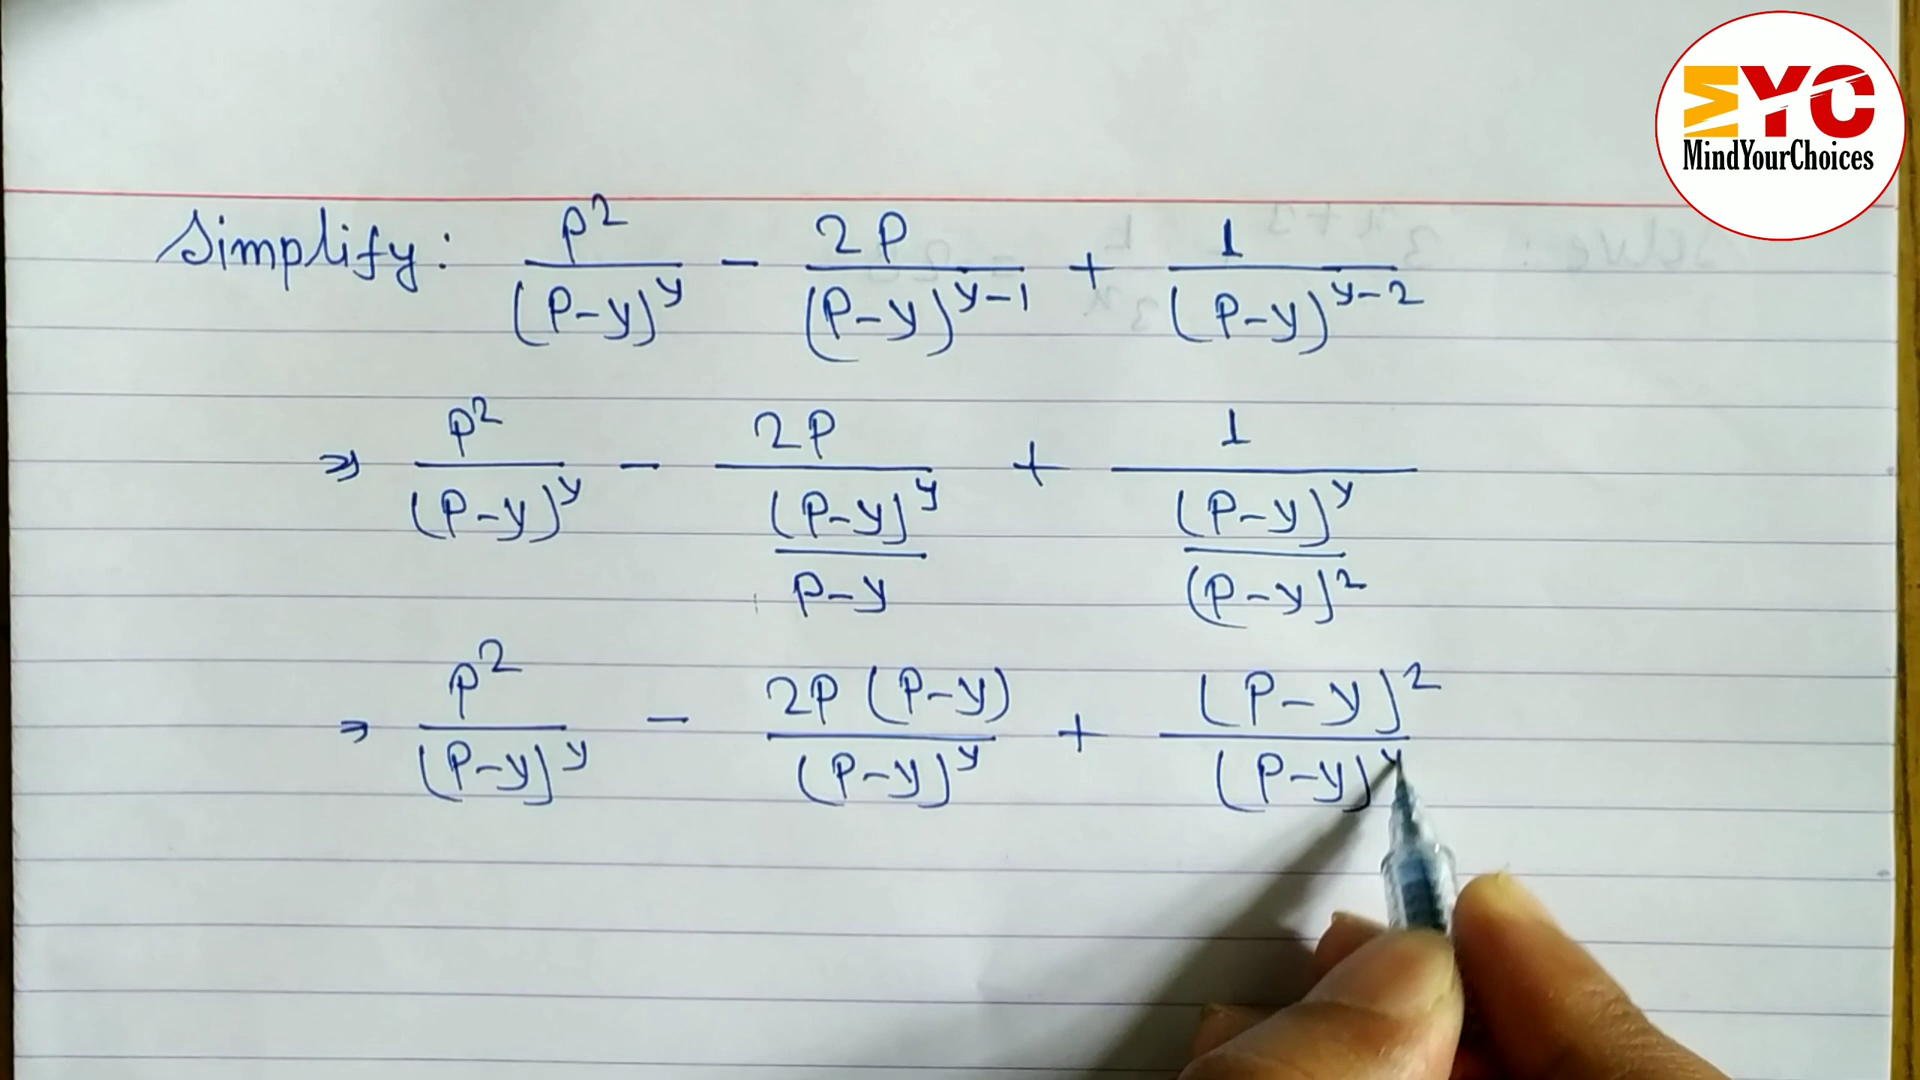 MYC
MindYourChoices
Simplify: p²/(P-y)^y - 2P/(P-y)^(y-1) + 1/(P-y)^(y-2)
⇒ p²/(P-y)^y - 2P/((P-y)^y/(P-y)) + 1/((P-y)^y/(P-y)²)
⇒ p²/(P-y)^y - 2P(P-y)/(P-y)^y + (P-y)²/(P-y)^y